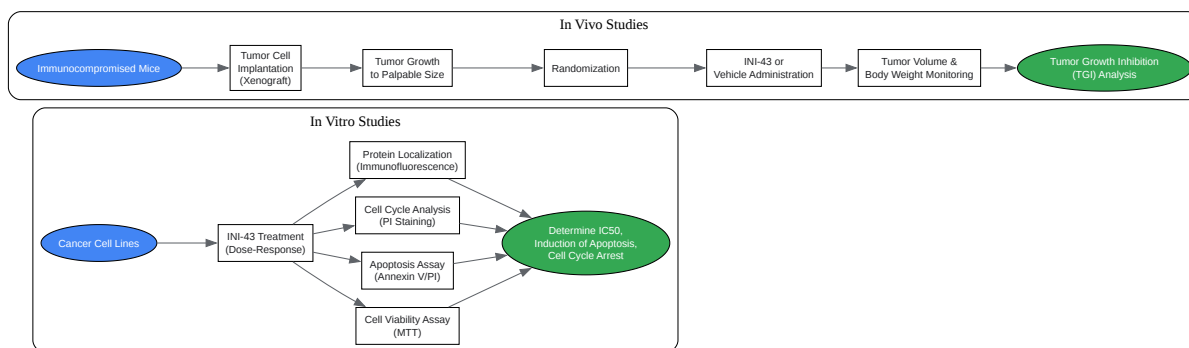 In Vivo Studies
Immunocompromised Mice
Tumor Cell
Implantation
(Xenograft)
Tumor Growth
to Palpable Size
Randomization
INI-43 or
Vehicle Administration
Tumor Volume &
Body Weight Monitoring
Tumor Growth Inhibition
(TGI) Analysis
In Vitro Studies
Cancer Cell Lines
INI-43 Treatment
(Dose-Response)
Protein Localization
(Immunofluorescence)
Cell Cycle Analysis
(PI Staining)
Apoptosis Assay
(Annexin V/PI)
Cell Viability Assay
(MTT)
Determine IC50,
Induction of Apoptosis,
Cell Cycle Arrest